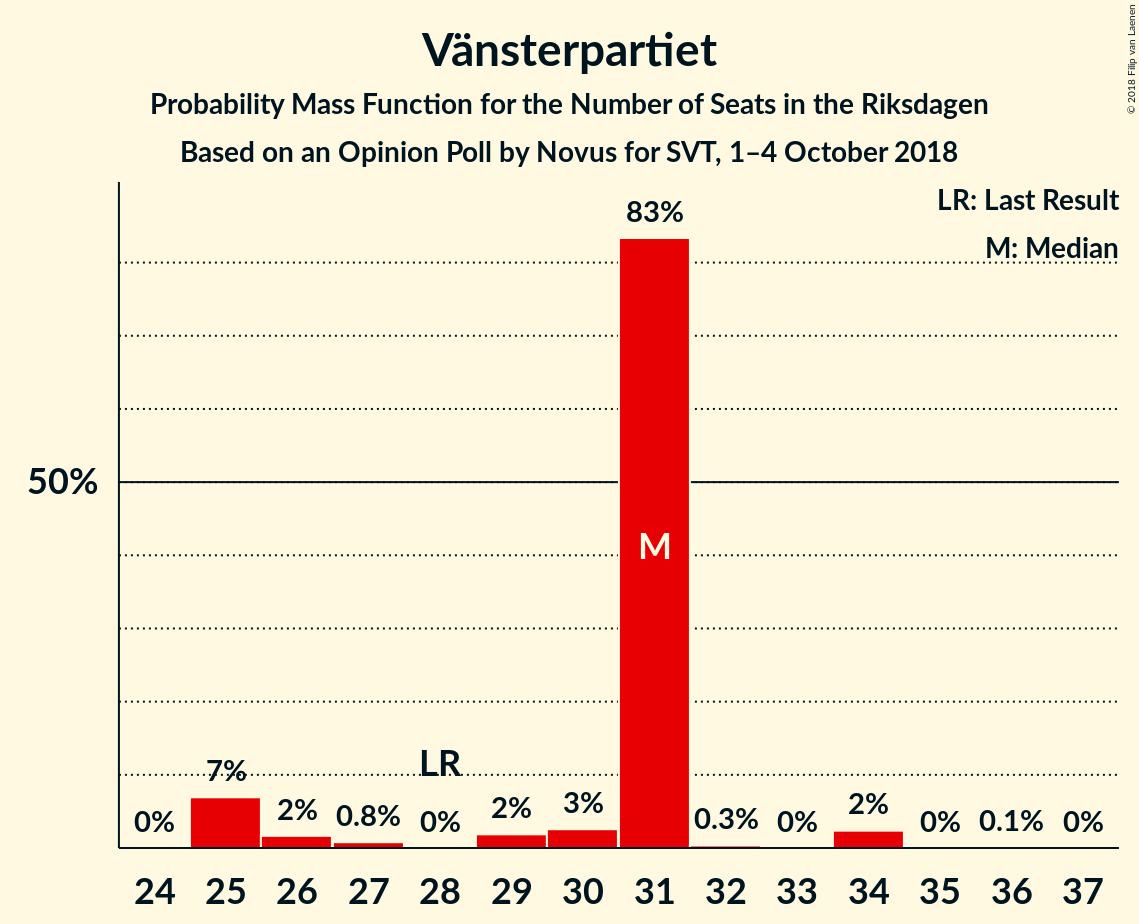 Vänsterpartiet
Probability Mass Function for the Number of Seats in the Riksdagen
Based on an Opinion Poll by Novus for SVT, 1–4 October 2018
© 2018 Filip van Laenen
LR: Last Result
M: Median
83%
50%
M
LR
7%
2%
0.8%
0%
0%
2%
3%
0.3%
0%
2%
0%
0.1%
0%
24 25 26 27 28 29 30 31 32 33 34 35 36 37